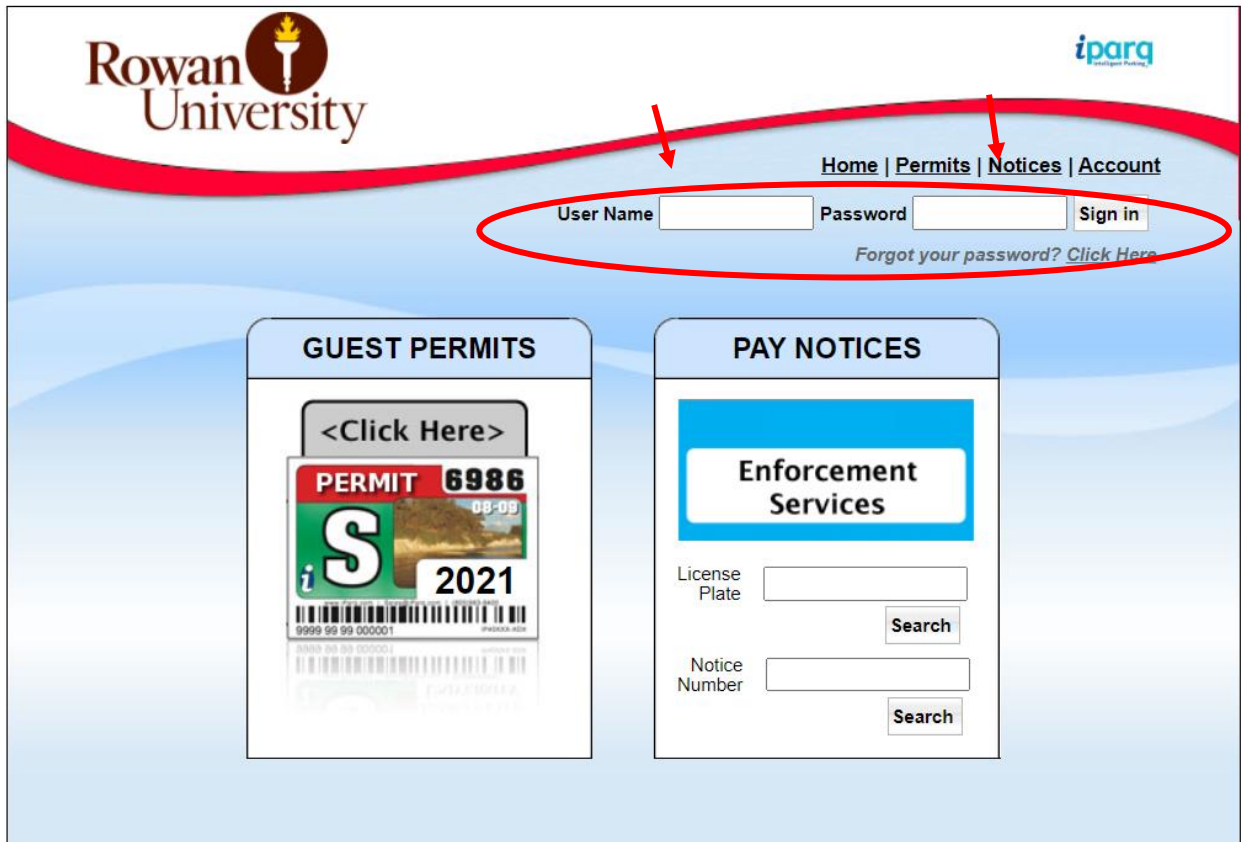 Rowan
University
iparq
Intelligent Parking
Home | Permits | Notices | Account
User Name Password Sign in
Forgot your password? Click Here
GUEST PERMITS
<Click Here>
PERMIT 6986
08-09
S
i 2021
9999 99 99 000001
PAY NOTICES
Enforcement
Services
License
Plate
Search
Notice
Number
Search